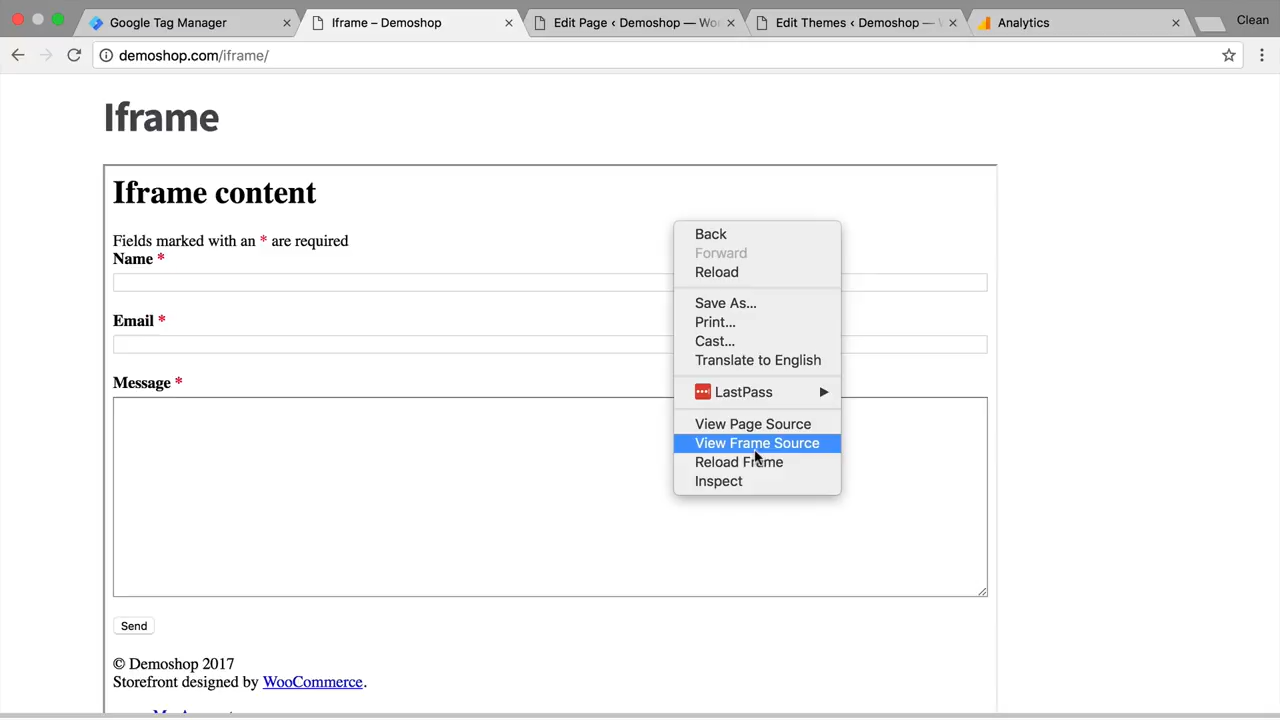 Google Tag Manager
Iframe – Demoshop
Edit Page ‹ Demoshop — Wo
Edit Themes ‹ Demoshop —
Analytics
Clean
demoshop.com/iframe/
Iframe
Iframe content
Fields marked with an * are required
Name *
Email *
Message *
Send
© Demoshop 2017
Storefront designed by WooCommerce.
Back
Forward
Reload
Save As...
Print...
Cast...
Translate to English
LastPass
View Page Source
View Frame Source
Reload Frame
Inspect